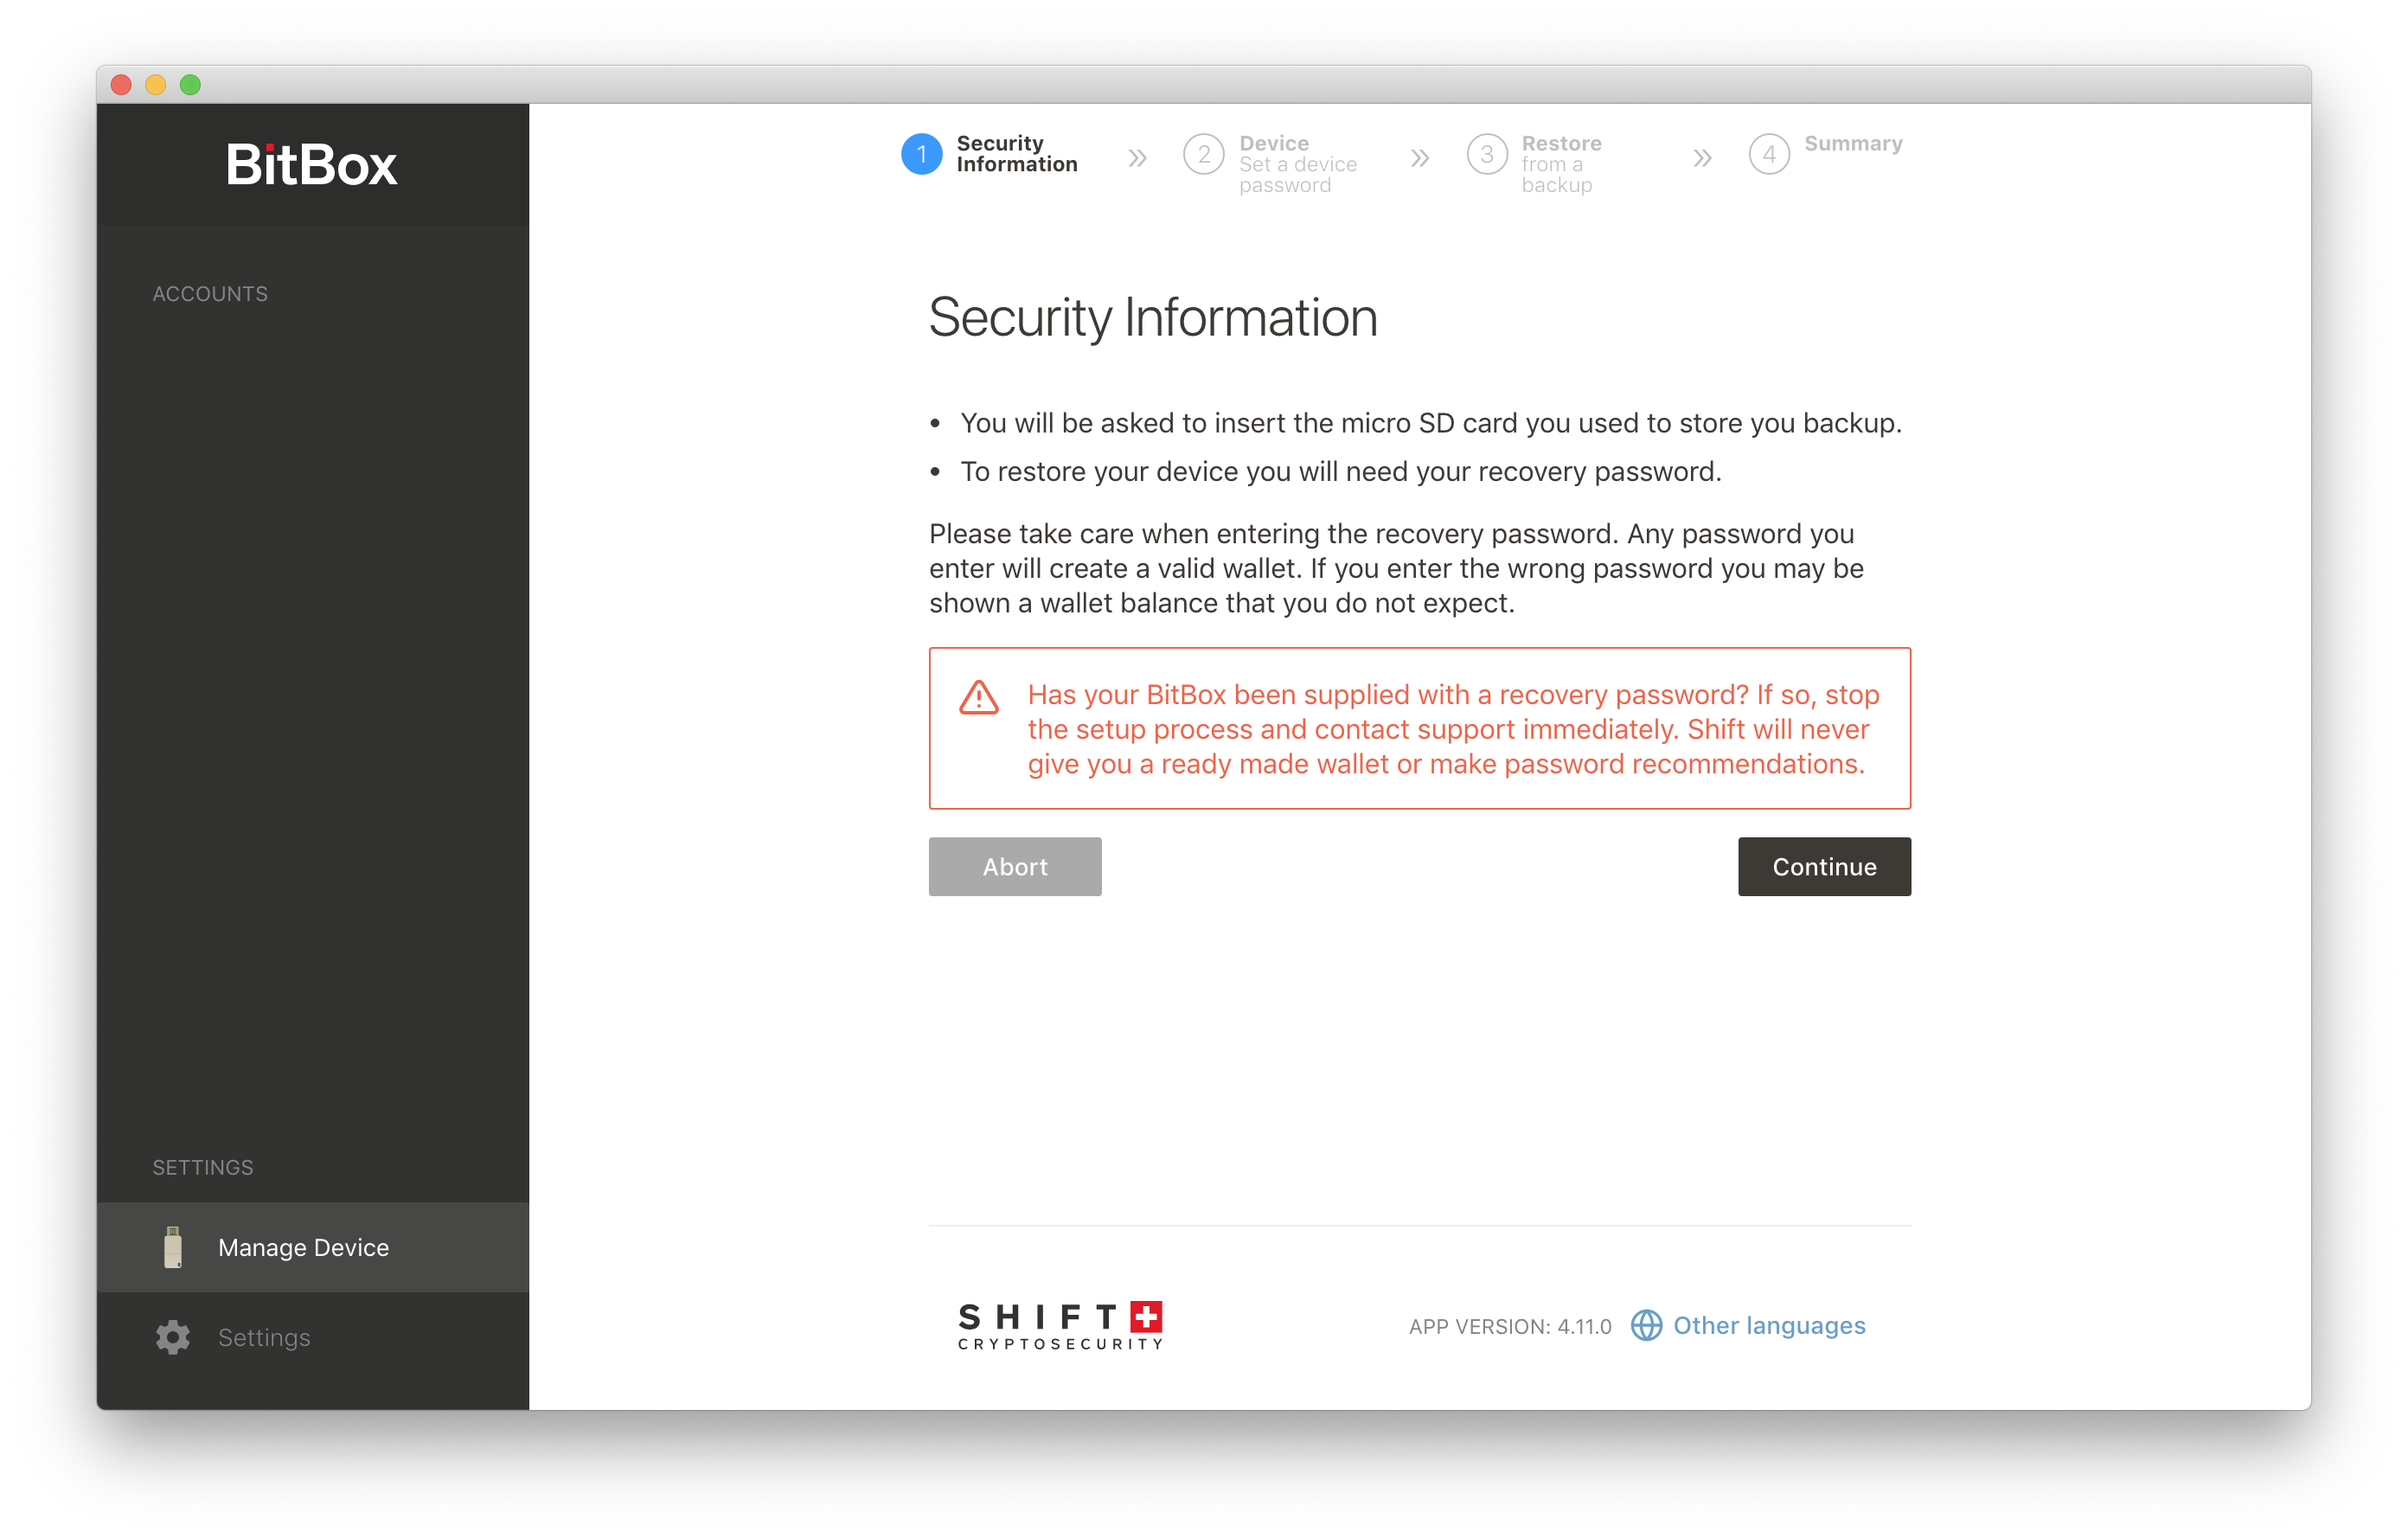 BitBox
ACCOUNTS
SETTINGS
Manage Device
Settings
1
Security
Information
2
Device
Set a device
password
3
Restore
from a
backup
4
Summary
Security Information
• You will be asked to insert the micro SD card you used to store you backup.
• To restore your device you will need your recovery password.
Please take care when entering the recovery password. Any password you
enter will create a valid wallet. If you enter the wrong password you may be
shown a wallet balance that you do not expect.
Has your BitBox been supplied with a recovery password? If so, stop
the setup process and contact support immediately. Shift will never
give you a ready made wallet or make password recommendations.
Abort
Continue
SHIFT
CRYPTOSECURITY
APP VERSION: 4.11.0
Other languages